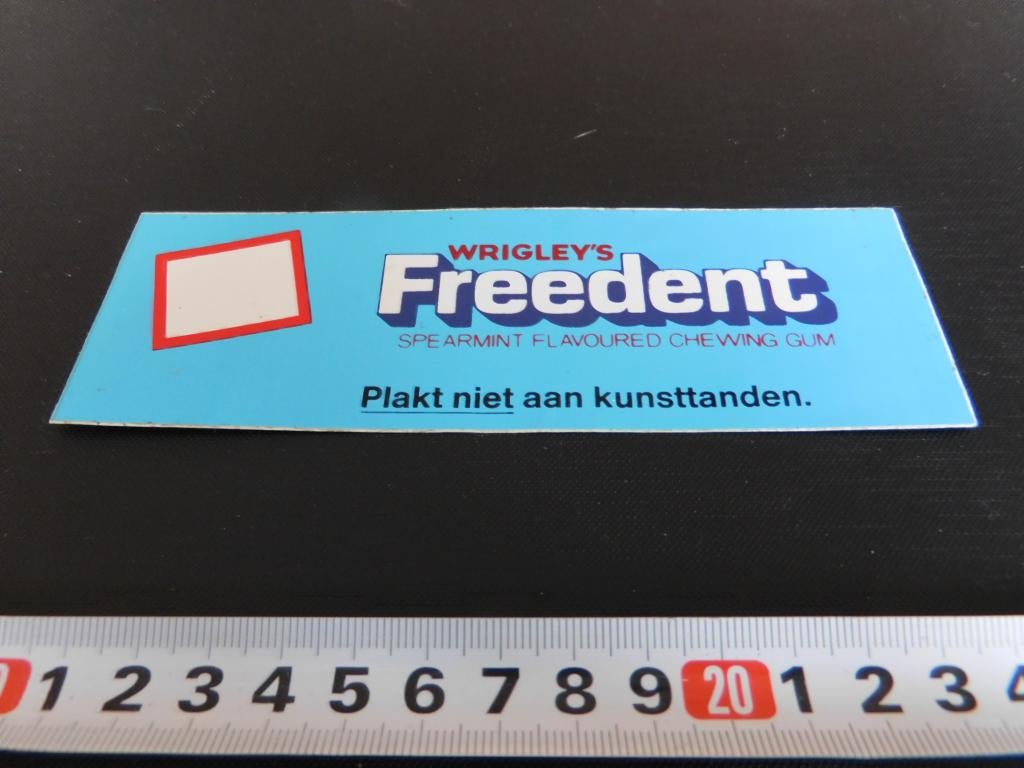 WRIGLEY'S
Freedent
SPEARMINT FLAVOURED CHEWING GUM
Plakt niet aan kunsttanden.
1 2 3 4 5 6 7 8 9 20 1 2 3